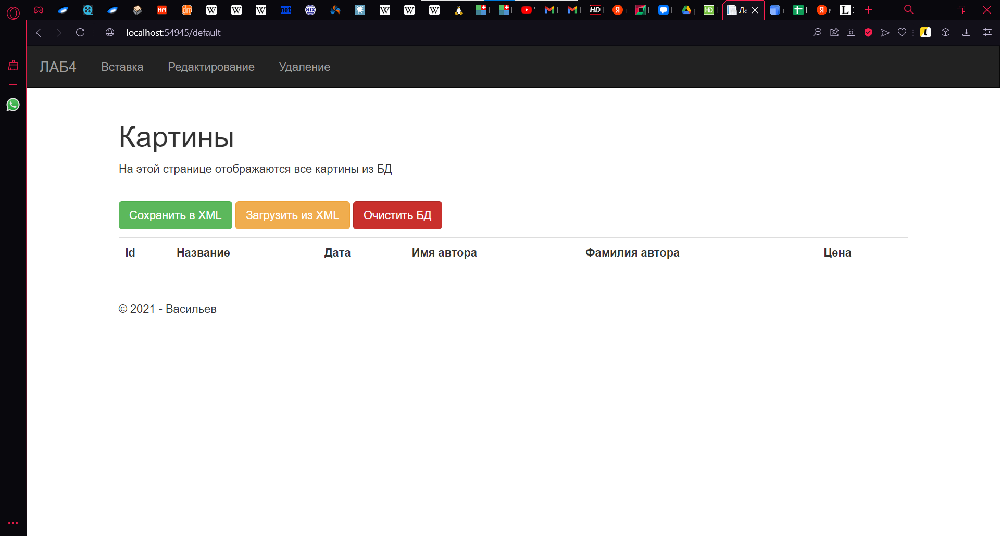 Ла
localhost:54945/default
ЛАБ4 Вставка Редактирование Удаление
Картины
На этой странице отображаются все картины из БД
Сохранить в XML Загрузить из XML Очистить БД
id Название Дата Имя автора Фамилия автора Цена
© 2021 - Васильев